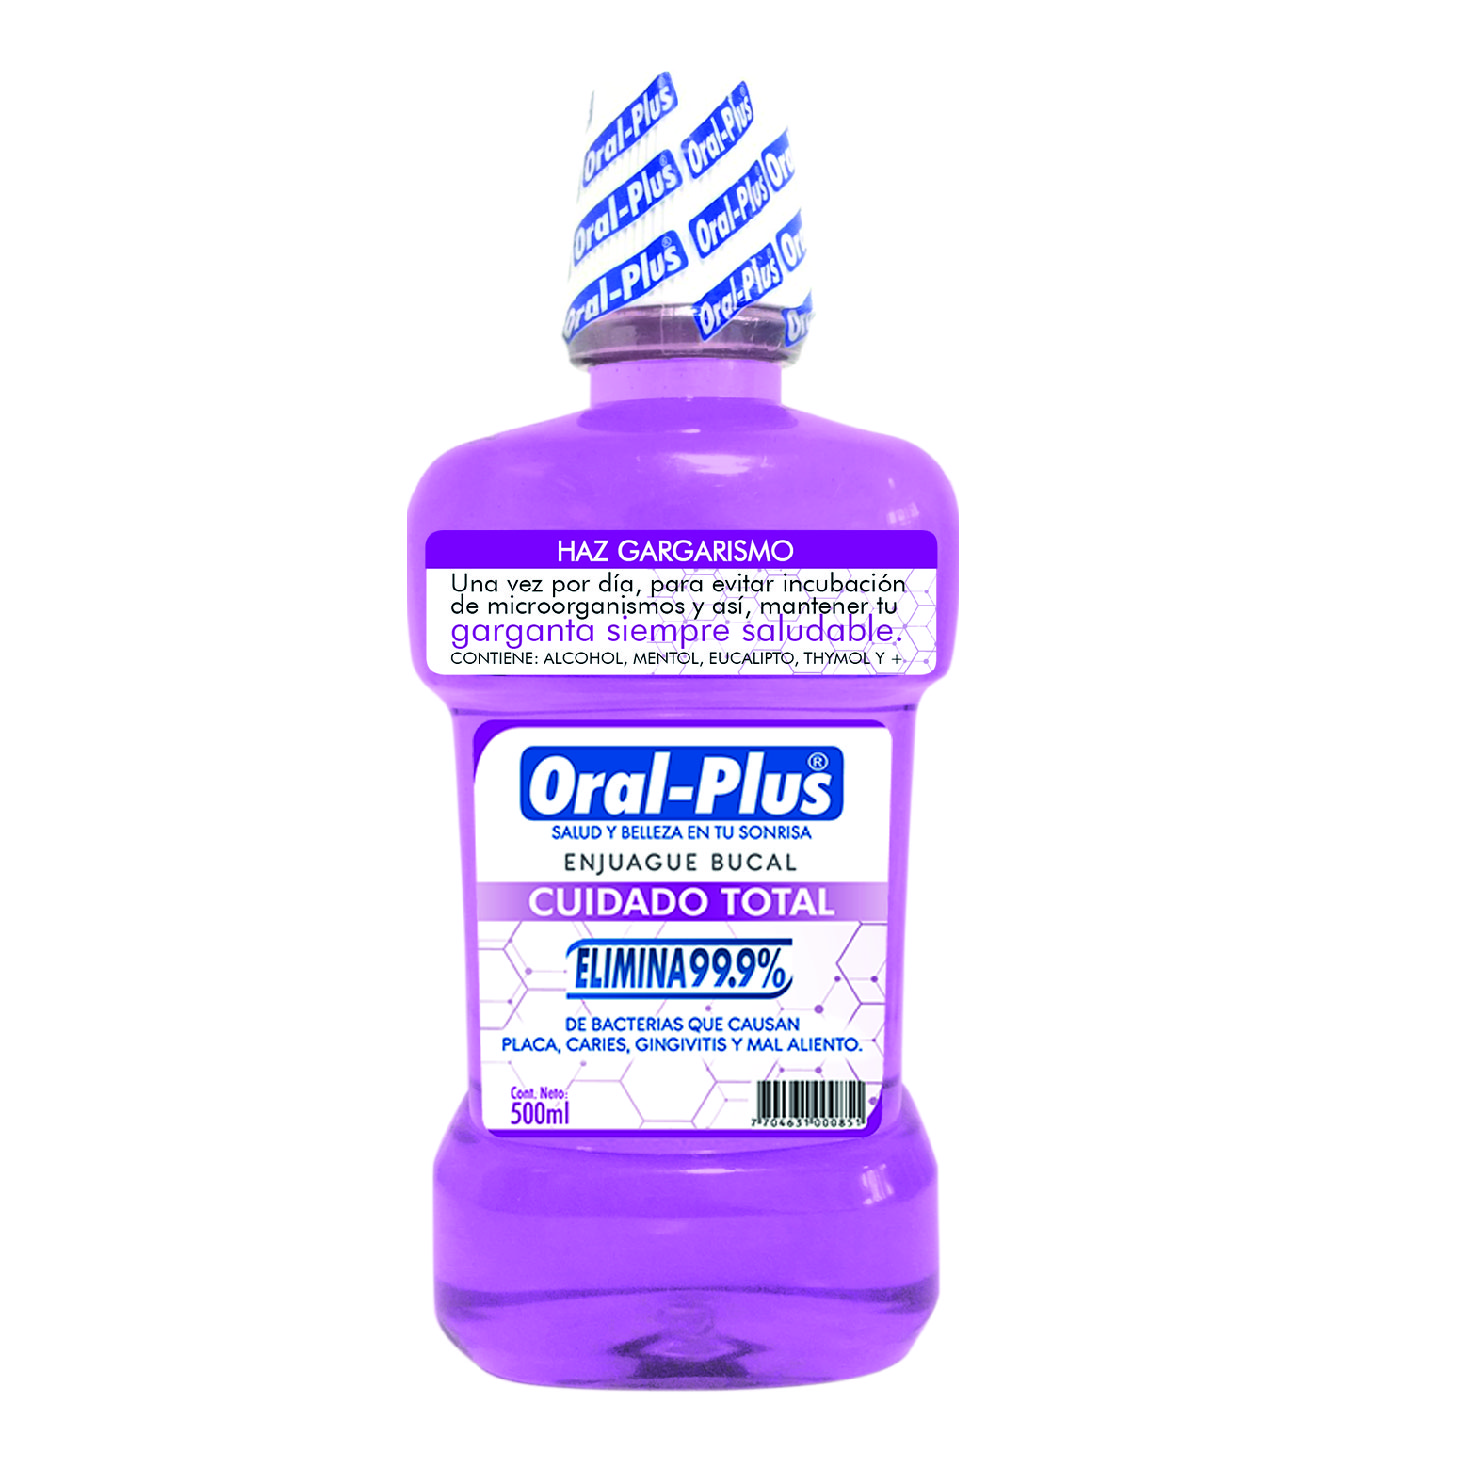 Oral-Plus
Oral-Plus
Oral-Plus
Oral-Plus
Oral-Plus
Oral-Plus
HAZ GARGARISMO
Una vez por día, para evitar incubación
de microorganismos y así, mantener tu
garganta siempre saludable.
CONTIENE: ALCOHOL, MENTOL, EUCALIPTO, THYMOL Y +
Oral-Plus®
SALUD Y BELLEZA EN TU SONRISA
ENJUAGUE BUCAL
CUIDADO TOTAL
ELIMINA 99.9%
DE BACTERIAS QUE CAUSAN
PLACA, CARIES, GINGIVITIS Y MAL ALIENTO.
Cont. Neto:
500ml